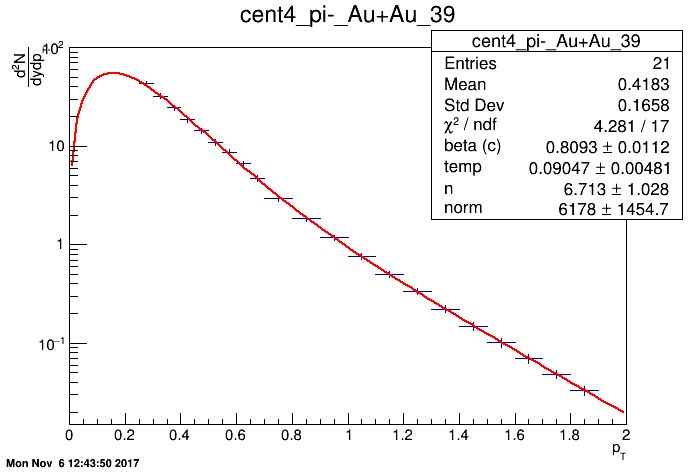 cent4_pi-_Au+Au_39
d²N
dydp
10²
10
1
10⁻¹
cent4_pi-_Au+Au_39
Entries 21
Mean 0.4183
Std Dev 0.1658
χ² / ndf 4.281 / 17
beta (c) 0.8093 ± 0.0112
temp 0.09047 ± 0.00481
n 6.713 ± 1.028
norm 6178 ± 1454.7
0 0.2 0.4 0.6 0.8 1 1.2 1.4 1.6 1.8 2
p_T
Mon Nov 6 12:43:50 2017